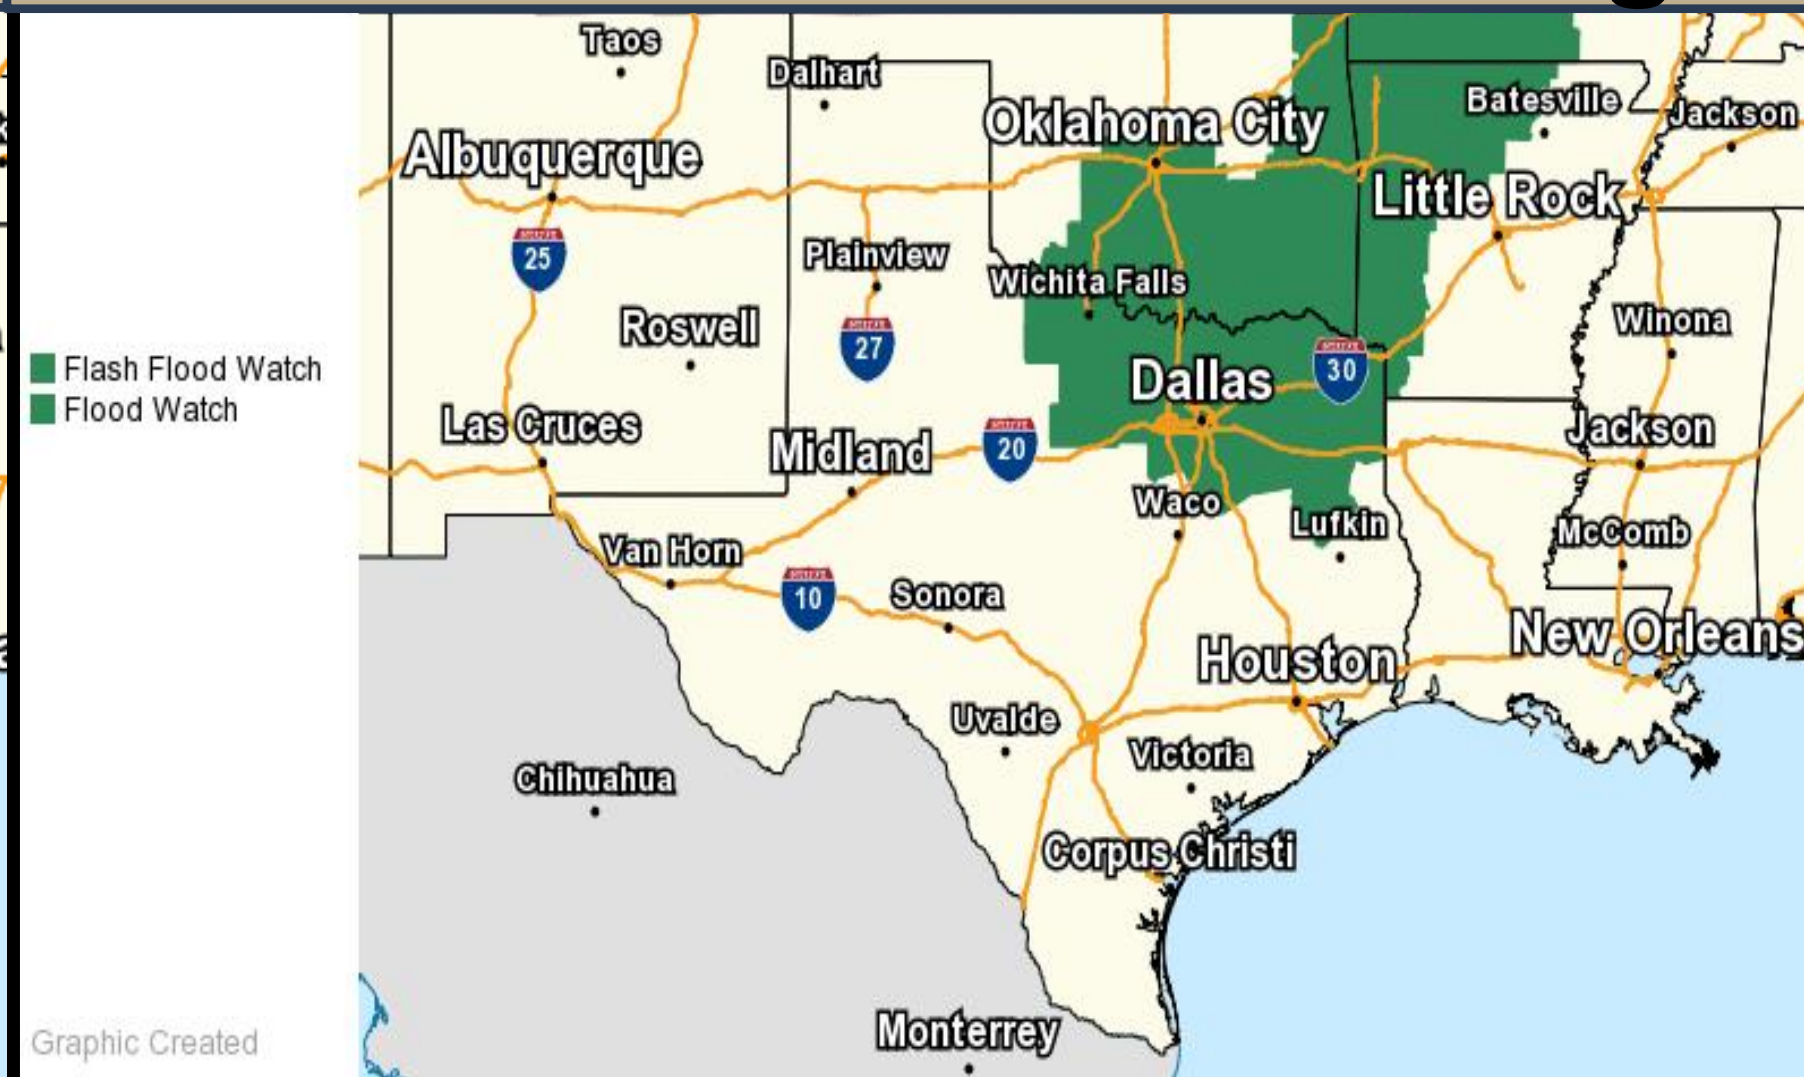 Taos
Dalhart
Batesville
Jackson
Oklahoma City
Albuquerque
Little Rock
25
Plainview
Wichita Falls
Roswell
27
Winona
Flash Flood Watch
30
Dallas
Flood Watch
Las Cruces
Midland
20
Jackson
Waco
Lufkin
McComb
Van Horn
10
Sonora
New Orleans
Houston
Uvalde
Victoria
Chihuahua
Corpus Christi
Monterrey
Graphic Created